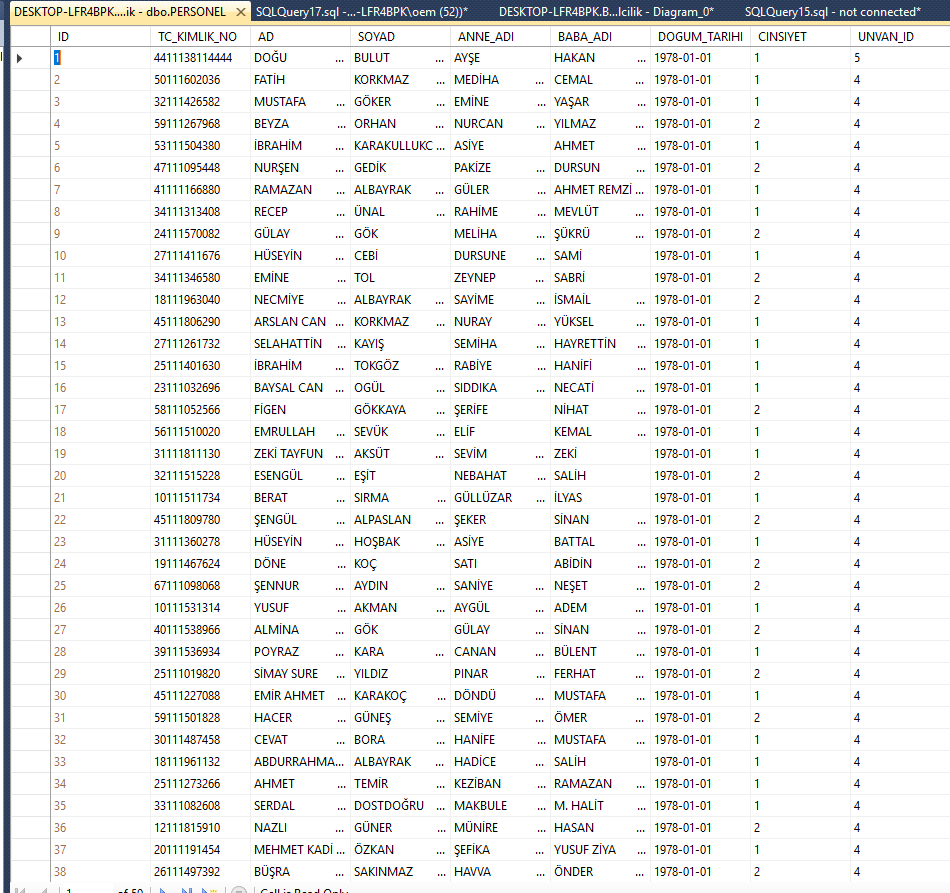 DESKTOP-LFR4BPK....ik - dbo.PERSONEL SQLQuery17.sql -...-LFR4BPK\oem (52))* DESKTOP-LFR4BPK.B...lcilik - Diagram_0* SQLQuery15.sql - not connected*
ID TC_KIMLIK_NO AD SOYAD ANNE_ADI BABA_ADI DOGUM_TARIHI CINSIYET UNVAN_ID
1 4411138114444 DOĞU ... BULUT ... AYŞE HAKAN ... 1978-01-01 1 5
2 50111602036 FATİH ... KORKMAZ ... MEDİHA ... CEMAL ... 1978-01-01 1 4
3 32111426582 MUSTAFA ... GÖKER ... EMİNE ... YAŞAR ... 1978-01-01 1 4
4 59111267968 BEYZA ... ORHAN ... NURCAN ... YILMAZ ... 1978-01-01 2 4
5 53111504380 İBRAHİM ... KARAKULLUKC ... ASİYE AHMET ... 1978-01-01 1 4
6 47111095448 NURŞEN ... GEDİK ... PAKİZE ... DURSUN ... 1978-01-01 2 4
7 41111166880 RAMAZAN ... ALBAYRAK ... GÜLER ... AHMET REMZİ ... 1978-01-01 1 4
8 34111313408 RECEP ... ÜNAL ... RAHİME ... MEVLÜT ... 1978-01-01 1 4
9 24111570082 GÜLAY ... GÖK ... MELİHA ... ŞÜKRÜ ... 1978-01-01 2 4
10 27111411676 HÜSEYİN ... CEBİ ... DURSUNE ... SAMİ ... 1978-01-01 1 4
11 34111346580 EMİNE ... TOL ... ZEYNEP ... SABRİ ... 1978-01-01 2 4
12 18111963040 NECMİYE ... ALBAYRAK ... SAYİME ... İSMAİL ... 1978-01-01 2 4
13 45111806290 ARSLAN CAN ... KORKMAZ ... NURAY ... YÜKSEL ... 1978-01-01 1 4
14 27111261732 SELAHATTİN ... KAYIŞ ... SEMİHA ... HAYRETTİN ... 1978-01-01 1 4
15 25111401630 İBRAHİM ... TOKGÖZ ... RABİYE ... HANİFİ ... 1978-01-01 1 4
16 23111032696 BAYSAL CAN ... OGÜL ... SIDDIKA ... NECATİ ... 1978-01-01 1 4
17 58111052566 FİGEN ... GÖKKAYA ... ŞERİFE ... NİHAT ... 1978-01-01 2 4
18 56111510020 EMRULLAH ... SEVÜK ... ELİF KEMAL ... 1978-01-01 1 4
19 31111811130 ZEKİ TAYFUN ... AKSÜT ... SEVİM ... ZEKİ 1978-01-01 1 4
20 32111515228 ESENGÜL ... EŞİT ... NEBAHAT ... SALİH ... 1978-01-01 2 4
21 10111511734 BERAT ... SIRMA ... GÜLLÜZAR ... İLYAS ... 1978-01-01 1 4
22 45111809780 ŞENGÜL ... ALPASLAN ... ŞEKER SİNAN ... 1978-01-01 2 4
23 31111360278 HÜSEYİN ... HOŞBAK ... ASİYE BATTAL ... 1978-01-01 1 4
24 19111467624 DÖNE ... KOÇ ... SATI ABİDİN ... 1978-01-01 2 4
25 67111098068 ŞENNUR ... AYDIN ... SANİYE ... NEŞET ... 1978-01-01 2 4
26 10111531314 YUSUF ... AKMAN ... AYGÜL ... ADEM ... 1978-01-01 1 4
27 40111538966 ALMİNA ... GÖK ... GÜLAY ... SİNAN ... 1978-01-01 2 4
28 39111536934 POYRAZ ... KARA ... CANAN ... BÜLENT ... 1978-01-01 1 4
29 25111019820 SİMAY SURE ... YILDIZ ... PINAR ... FERHAT ... 1978-01-01 2 4
30 45111227088 EMİR AHMET ... KARAKOÇ ... DÖNDÜ ... MUSTAFA ... 1978-01-01 1 4
31 59111501828 HACER ... GÜNEŞ ... SEMİYE ... ÖMER ... 1978-01-01 2 4
32 30111487458 CEVAT ... BORA ... HANİFE ... MUSTAFA ... 1978-01-01 1 4
33 18111961132 ABDURRAHMA... ALBAYRAK ... HADİCE ... SALİH ... 1978-01-01 1 4
34 25111273266 AHMET ... TEMİR ... KEZİBAN ... RAMAZAN ... 1978-01-01 1 4
35 33111082608 SERDAL ... DOSTDOĞRU ... MAKBULE ... M. HALİT ... 1978-01-01 1 4
36 12111815910 NAZLI ... GÜNER ... MÜNİRE ... HASAN ... 1978-01-01 2 4
37 20111191454 MEHMET KADİ ... ÖZKAN ... ŞEFİKA ... YUSUF ZİYA ... 1978-01-01 1 4
38 26111497392 BÜŞRA ... SAKINMAZ ... HAVVA ... ÖNDER ... 1978-01-01 2 4
1 of 50 Cell is Read Only.